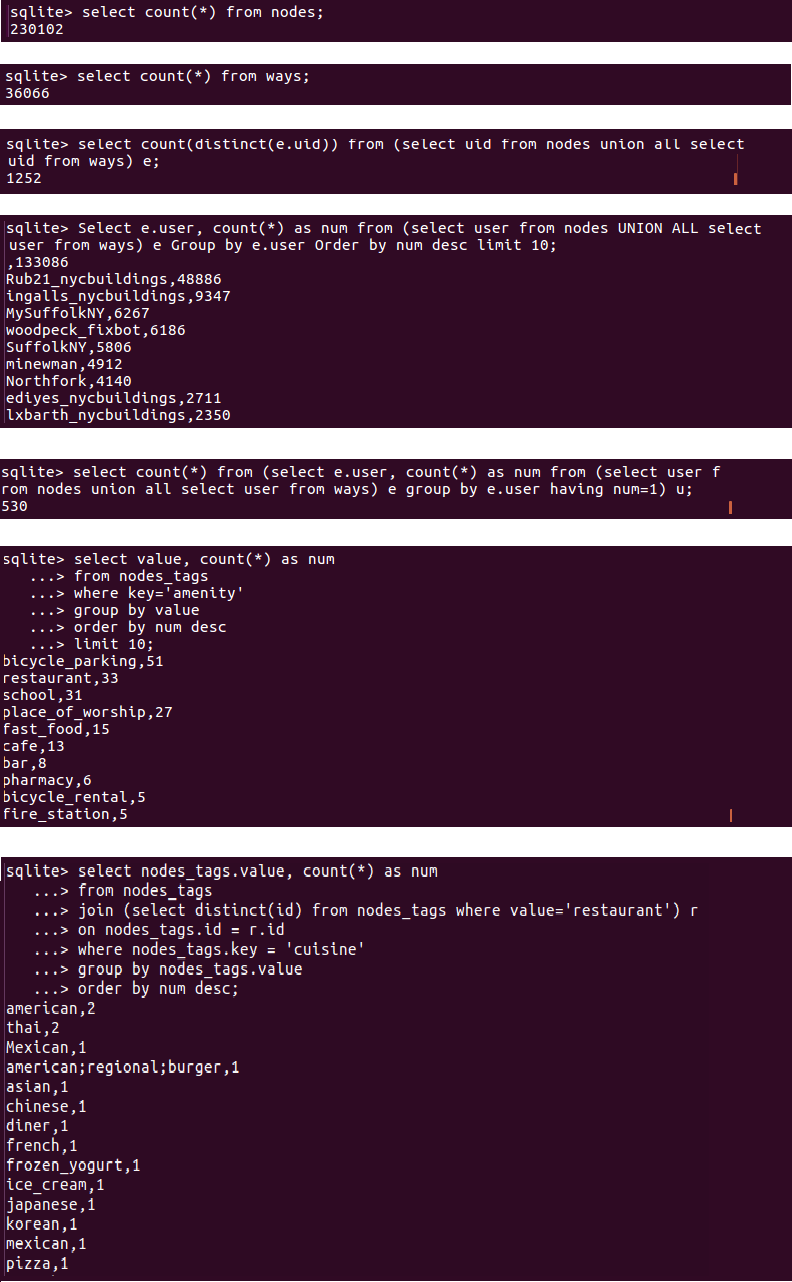 sqlite> select count(*) from nodes;
230102
sqlite> select count(*) from ways;
36066
sqlite> select count(distinct(e.uid)) from (select uid from nodes union all select
uid from ways) e;
1252
sqlite> Select e.user, count(*) as num from (select user from nodes UNION ALL select
user from ways) e Group by e.user Order by num desc limit 10;
,133086
Rub21_nycbuildings,48886
ingalls_nycbuildings,9347
MySuffolkNY,6267
woodpeck_fixbot,6186
SuffolkNY,5806
minewman,4912
Northfork,4140
ediyes_nycbuildings,2711
lxbarth_nycbuildings,2350
sqlite> select count(*) from (select e.user, count(*) as num from (select user f
rom nodes union all select user from ways) e group by e.user having num=1) u;
530
sqlite> select value, count(*) as num
...> from nodes_tags
...> where key='amenity'
...> group by value
...> order by num desc
...> limit 10;
bicycle_parking,51
restaurant,33
school,31
place_of_worship,27
fast_food,15
cafe,13
bar,8
pharmacy,6
bicycle_rental,5
fire_station,5
sqlite> select nodes_tags.value, count(*) as num
...> from nodes_tags
...> join (select distinct(id) from nodes_tags where value='restaurant') r
...> on nodes_tags.id = r.id
...> where nodes_tags.key = 'cuisine'
...> group by nodes_tags.value
...> order by num desc;
american,2
thai,2
Mexican,1
american;regional;burger,1
asian,1
chinese,1
diner,1
french,1
frozen_yogurt,1
ice_cream,1
japanese,1
korean,1
mexican,1
pizza,1